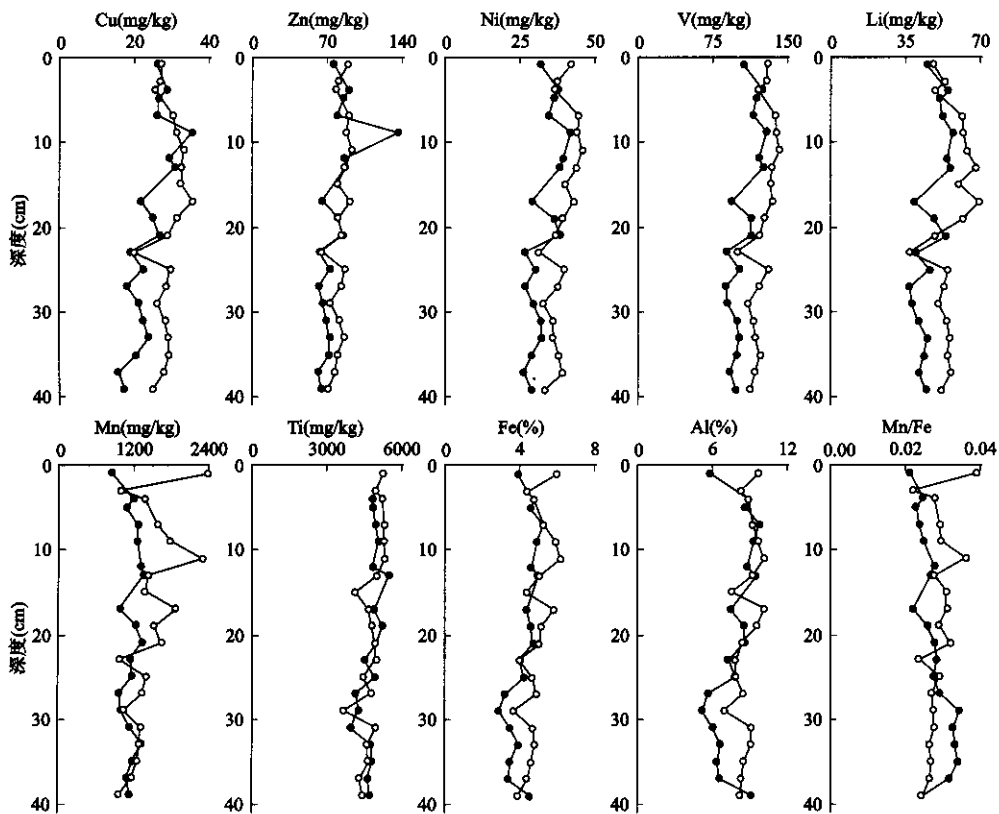 Cu(mg/kg) Zn(mg/kg) Ni(mg/kg) V(mg/kg) Li(mg/kg)
0 20 40 0 70 140 0 25 50 0 75 150 0 35 70
0
10
20
30
40
深度(cm)
Mn(mg/kg) Ti(mg/kg) Fe(%) Al(%) Mn/Fe
0 1200 2400 0 3000 6000 0 4 8 0 6 12 0.00 0.02 0.04
0
10
20
30
40
深度(cm)